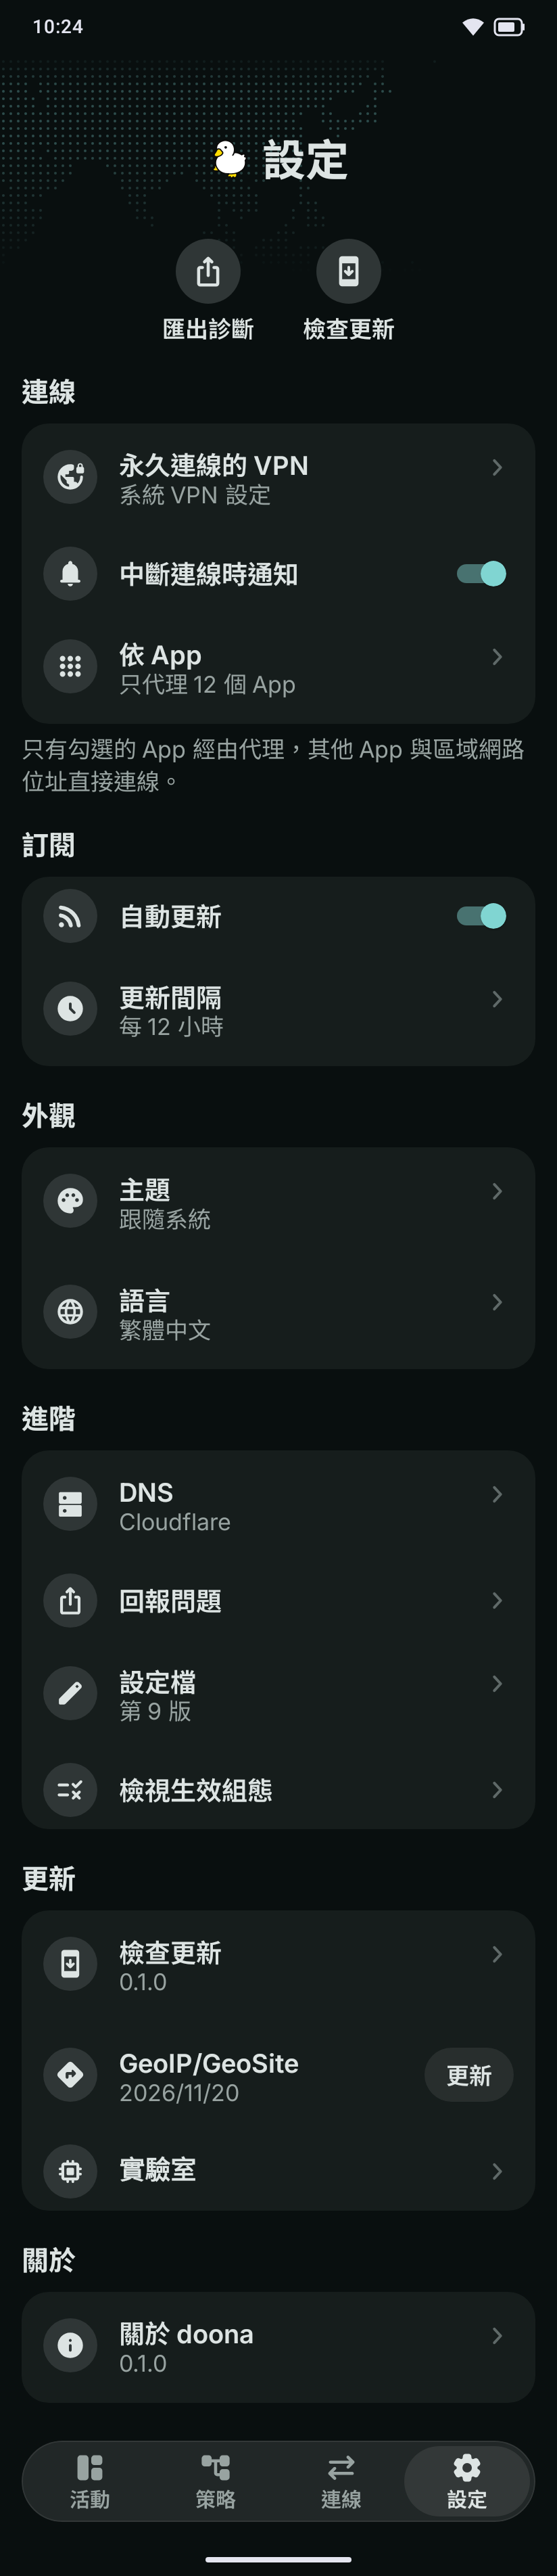 10:24
設定
匯出診斷
檢查更新
連線
永久連線的 VPN
系統 VPN 設定
中斷連線時通知
依 App
只代理 12 個 App
只有勾選的 App 經由代理，其他 App 與區域網路
位址直接連線。
訂閱
自動更新
更新間隔
每 12 小時
外觀
主題
跟隨系統
語言
繁體中文
進階
DNS
Cloudflare
回報問題
設定檔
第 9 版
檢視生效組態
更新
檢查更新
0.1.0
GeoIP/GeoSite
2026/11/20
更新
實驗室
關於
關於 doona
0.1.0
活動
策略
連線
設定